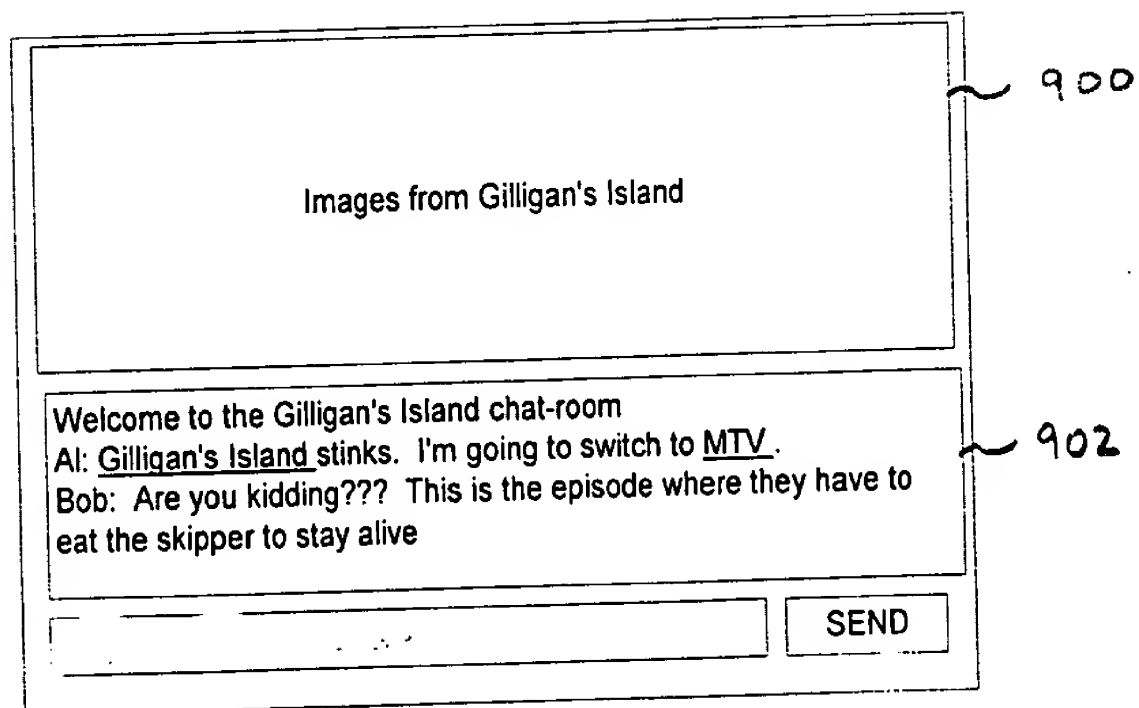 900
Images from Gilligan's Island
Welcome to the Gilligan's Island chat-room
Al: Gilligan's Island stinks. I'm going to switch to MTV.
902
Bob: Are you kidding??? This is the episode where they have to
eat the skipper to stay alive
SEND